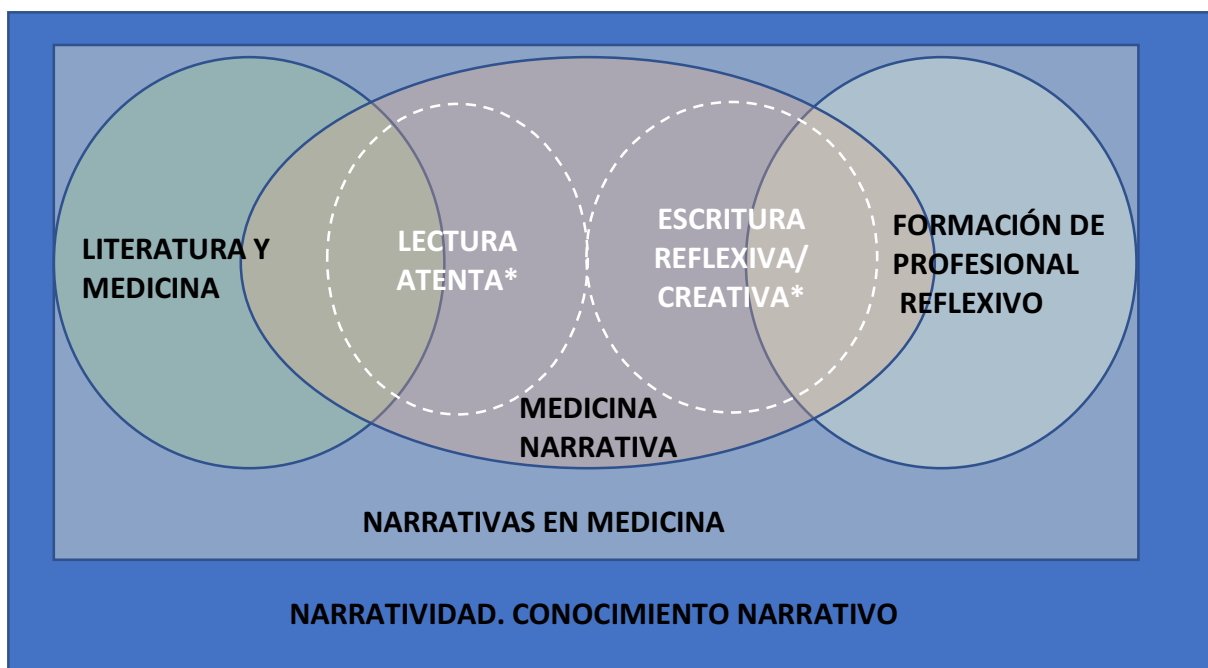 LITERATURA Y
MEDICINA
LECTURA
ATENTA*
ESCRITURA
REFLEXIVA/
CREATIVA*
FORMACIÓN DE
PROFESIONAL
REFLEXIVO
MEDICINA
NARRATIVA
NARRATIVAS EN MEDICINA
NARRATIVIDAD. CONOCIMIENTO NARRATIVO